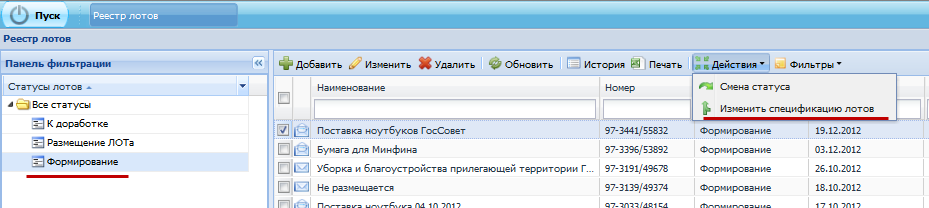 Пуск Реестр лотов
Реестр лотов
Панель фильтрации
Статусы лотов
Все статусы
К доработке
Размещение ЛОТа
Формирование
Добавить Изменить Удалить Обновить История Печать Действия Фильтры
Смена статуса
Изменить спецификацию лотов
Наименование Номер
Поставка ноутбуков ГосСовет 97-3441/55832 Формирование 19.12.2012
Бумага для Минфина 97-3396/53892 Формирование 03.12.2012
Уборка и благоустройства прилегающей территории Г... 97-3191/49678 Формирование 26.10.2012
Не размещается 97-3139/49374 Формирование 18.10.2012
Поставка ноутбука 04.10.2012 97-3033/48154 Формирование 17.10.2012